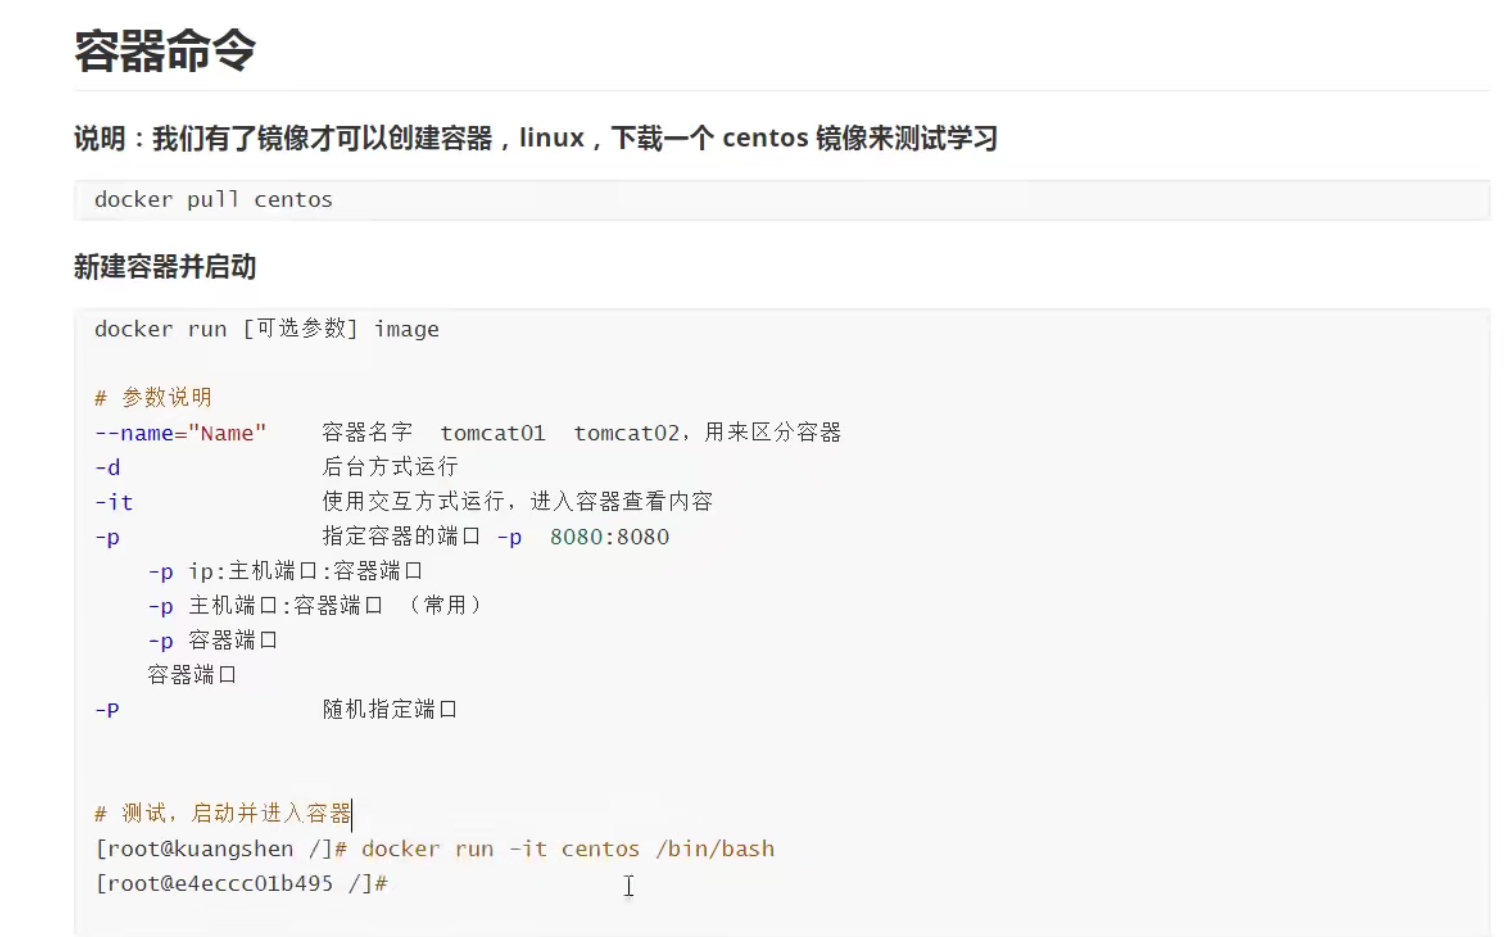 容器命令
说明：我们有了镜像才可以创建容器，linux，下载一个 centos 镜像来测试学习
docker pull centos
新建容器并启动
docker run [可选参数] image
# 参数说明
--name="Name"    容器名字  tomcat01  tomcat02，用来区分容器
-d    后台方式运行
-it    使用交互方式运行，进入容器查看内容
-p    指定容器的端口 -p  8080:8080
-p ip:主机端口:容器端口
-p 主机端口:容器端口 （常用）
-p 容器端口
容器端口
-P    随机指定端口
# 测试，启动并进入容器
[root@kuangshen /]# docker run -it centos /bin/bash
[root@e4eccc01b495 /]#